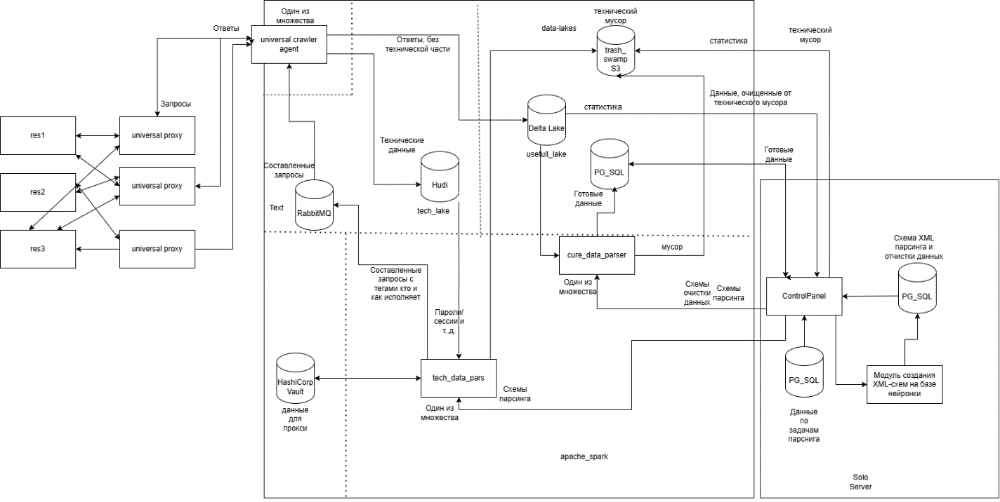 Один из
множества
universal crawler
agent
Ответы
Запросы
res1
universal proxy
res2
universal proxy
res3
universal proxy
Ответы, без
технической части
data-lakes
технический
мусор
trash_
swamp
S3
статистика
технический
мусор
Данные, очищенные от
технического мусора
статистика
Delta Lake
usefull_lake
Технические
данные
Hudi
tech_lake
Составленные
запросы
Text
RabbitMQ
PG_SQL
Готовые
данные
Готовые
данные
cure_data_parser
мусор
Один из
множества
Схемы
очистки
данных
Схемы
парсинга
Составленные
запросы с
тегами кто и
как исполняет
Пароли/
сессии и
т..д.
HashiCorp
Vault
данные
для
прокси
tech_data_pars
Схемы
парсинга
Один из
множества
apache_spark
ControlPanel
Схема XML
парсинга и
отчистки данных
PG_SQL
PG_SQL
Данные
по
задачам
парснига
Модуль создания
XML-схем на базе
нейронки
Solo
Server